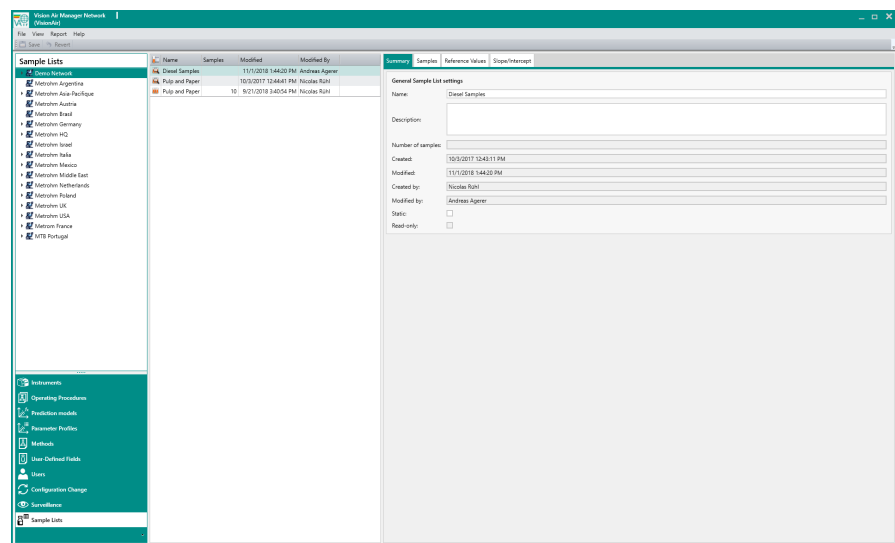 Vision Air Manager Network
(VisionAir)
File View Report Help
Save Revert
Sample Lists
Demo Network
Metrohm Argentina
Metrohm Asia-Pacifique
Metrohm Austria
Metrohm Brasil
Metrohm Germany
Metrohm HQ
Metrohm Israel
Metrohm Italia
Metrohm Mexico
Metrohm Middle East
Metrohm Netherlands
Metrohm Poland
Metrohm UK
Metrohm USA
Metrom France
MTB Portugal
Instruments
Operating Procedures
Prediction models
Parameter Profiles
Methods
User-Defined Fields
Users
Configuration Change
Surveillance
Sample Lists
Name Samples Modified Modified By
Diesel Samples 11/1/2018 1:44:20 PM Andreas Agerer
Pulp and Paper 10/3/2017 12:44:41 PM Nicolas Rühl
Pulp and Paper 10 9/21/2018 3:40:54 PM Nicolas Rühl
Summary Samples Reference Values Slope/Intercept
General Sample List settings
Name: Diesel Samples
Description:
Number of samples:
Created: 10/3/2017 12:43:11 PM
Modified: 11/1/2018 1:44:20 PM
Created by: Nicolas Rühl
Modified by: Andreas Agerer
Static:
Read-only: